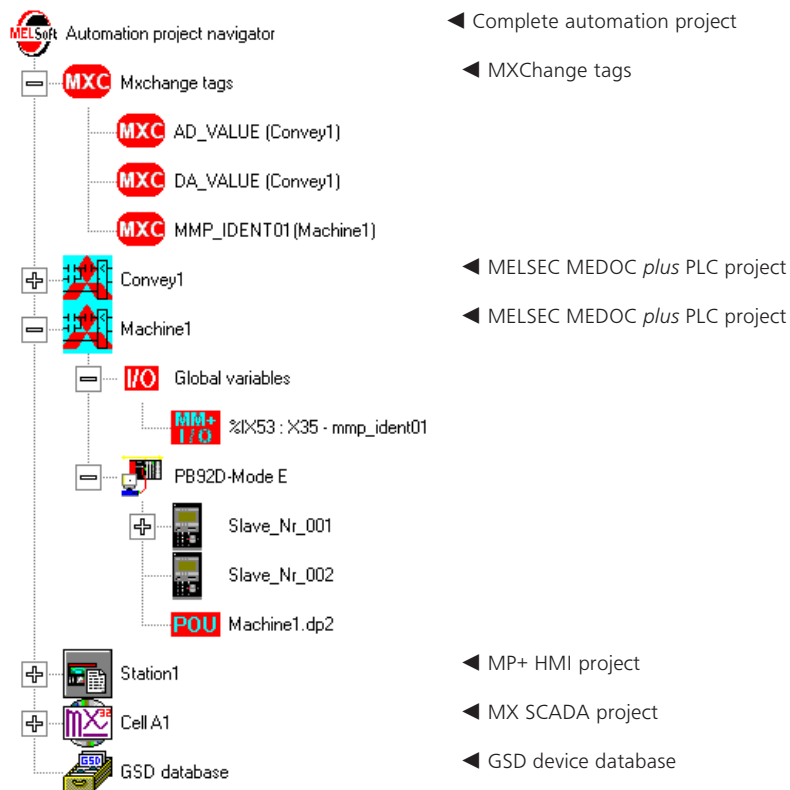 MELSoft Automation project navigator ◄ Complete automation project
MXC Mxchange tags ◄ MXChange tags
MXC AD_VALUE (Convey1)
MXC DA_VALUE (Convey1)
MXC MMP_IDENT01(Machine1)
Convey1 ◄ MELSEC MEDOC plus PLC project
Machine1 ◄ MELSEC MEDOC plus PLC project
I/O Global variables
MM+ I/O %IX53 : X35 - mmp_ident01
PB92D-Mode E
Slave_Nr_001
Slave_Nr_002
POU Machine1.dp2
Station1 ◄ MP+ HMI project
mx32 Cell A1 ◄ MX SCADA project
GSD GSD database ◄ GSD device database